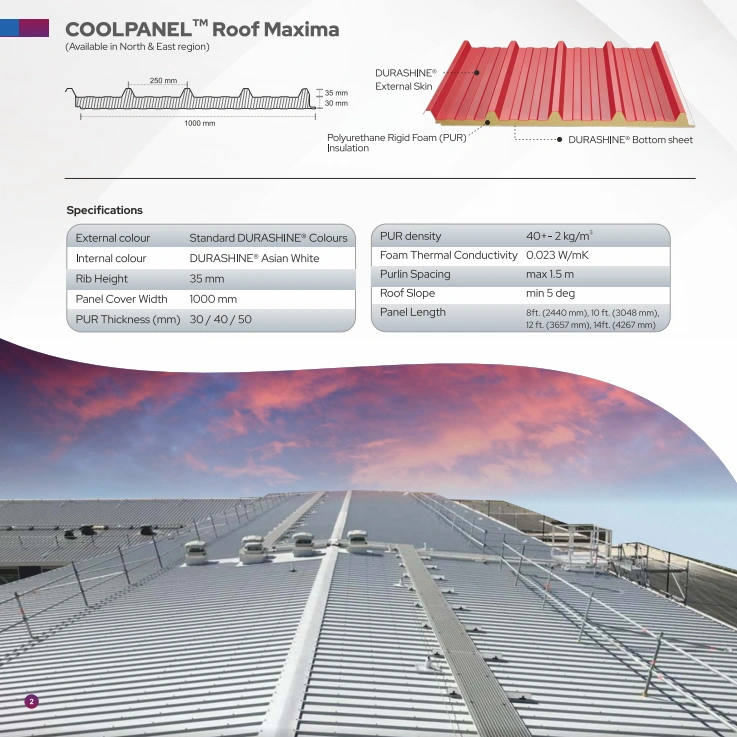 COOLPANEL™ Roof Maxima
(Available in North & East region)
250 mm
35 mm
30 mm
1000 mm
DURASHINE®
External Skin
Polyurethane Rigid Foam (PUR)
Insulation
DURASHINE® Bottom sheet
Specifications
External colour Standard DURASHINE® Colours
Internal colour DURASHINE® Asian White
Rib Height 35 mm
Panel Cover Width 1000 mm
PUR Thickness (mm) 30 / 40 / 50
PUR density 40+- 2 kg/m³
Foam Thermal Conductivity 0.023 W/mK
Purlin Spacing max 1.5 m
Roof Slope min 5 deg
Panel Length 8ft. (2440 mm), 10 ft. (3048 mm),
12 ft. (3657 mm), 14ft. (4267 mm)
2